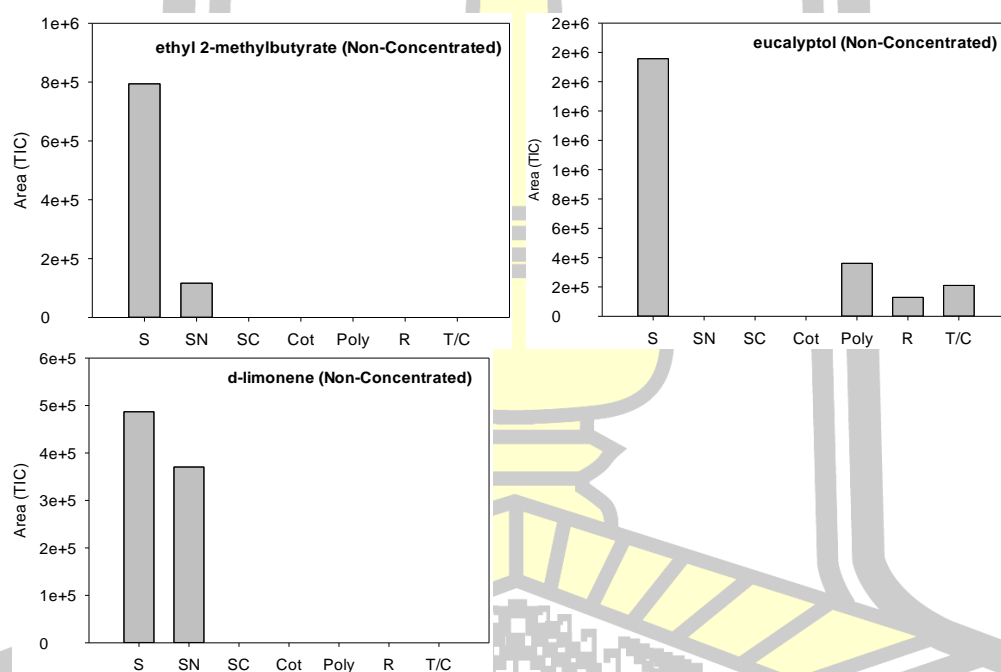 ethyl 2-methylbutyrate (Non-Concentrated)
Area (TIC)
1e+6
8e+5
6e+5
4e+5
2e+5
0
S SN SC Cot Poly R T/C
eucalyptol (Non-Concentrated)
Area (TIC)
2e+6
2e+6
2e+6
1e+6
1e+6
1e+6
8e+5
6e+5
4e+5
2e+5
0
S SN SC Cot Poly R T/C
d-limonene (Non-Concentrated)
Area (TIC)
6e+5
5e+5
4e+5
3e+5
2e+5
1e+5
0
S SN SC Cot Poly R T/C